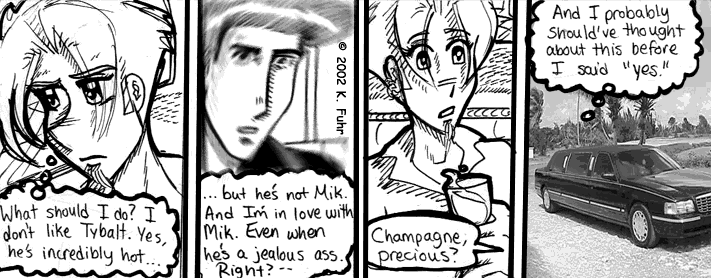 What should I do? I
don't like Tybalt. Yes,
he's incredibly hot...
© 2002 K. Fuhr
... but he's not Mik.
And I'm in love with
Mik. Even when
he's a jealous ass.
Right? --
Champagne,
precious?
And I probably
should've thought
about this before
I said "yes."